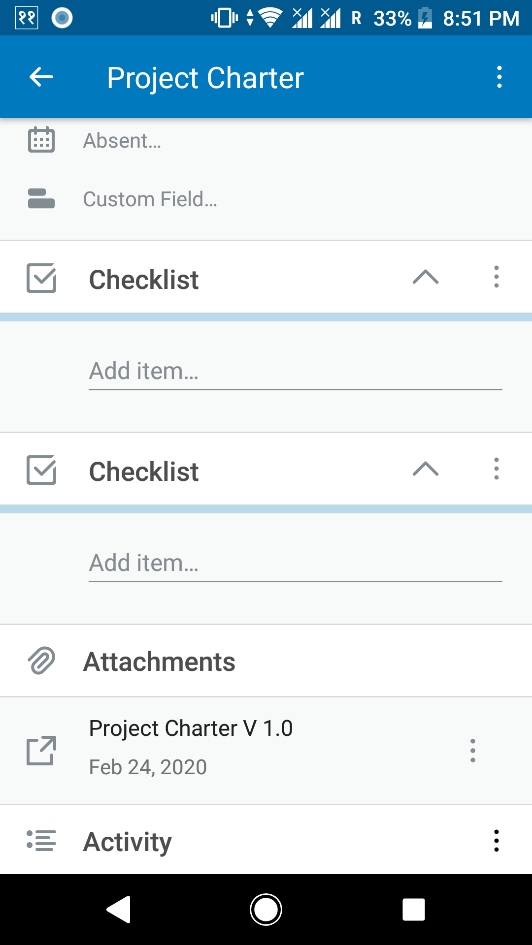 ११ R 33% 8:51 PM
Project Charter
Absent...
Custom Field...
Checklist
Add item...
Checklist
Add item...
Attachments
Project Charter V 1.0
Feb 24, 2020
Activity